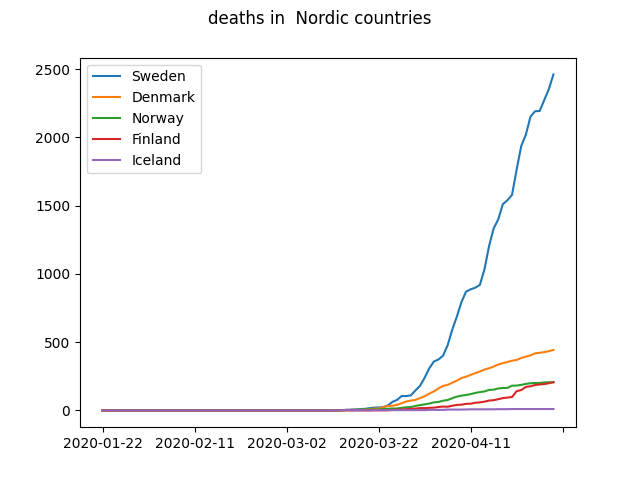 deaths in  Nordic countries
2500
2000
1500
1000
500
0
Sweden
Denmark
Norway
Finland
Iceland
2020-01-22
2020-02-11
2020-03-02
2020-03-22
2020-04-11